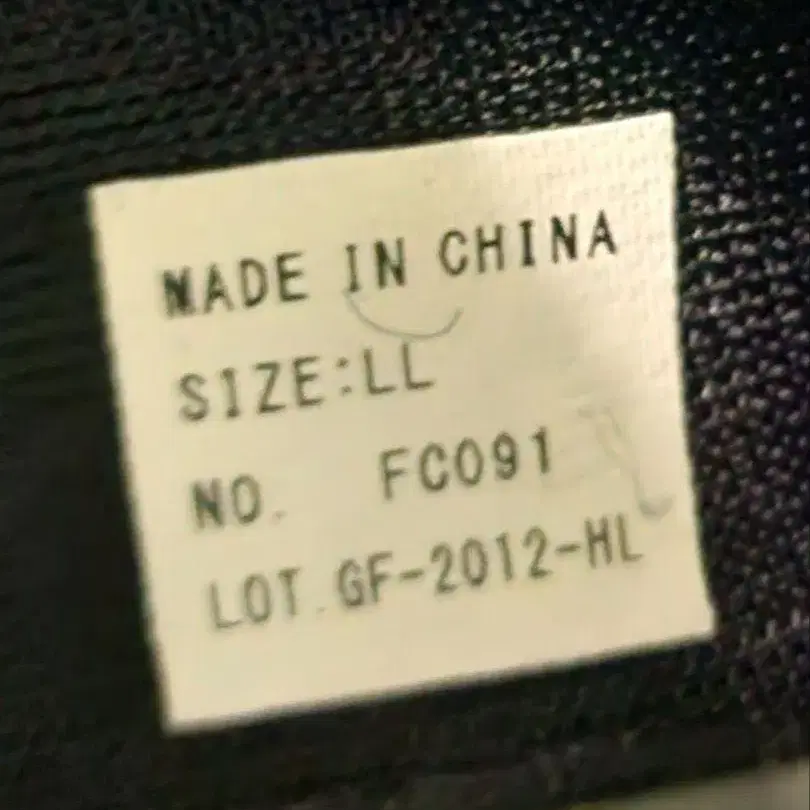 MADE IN CHINA
SIZE:LL
NO. FC091
LOT.GF-2012-HL